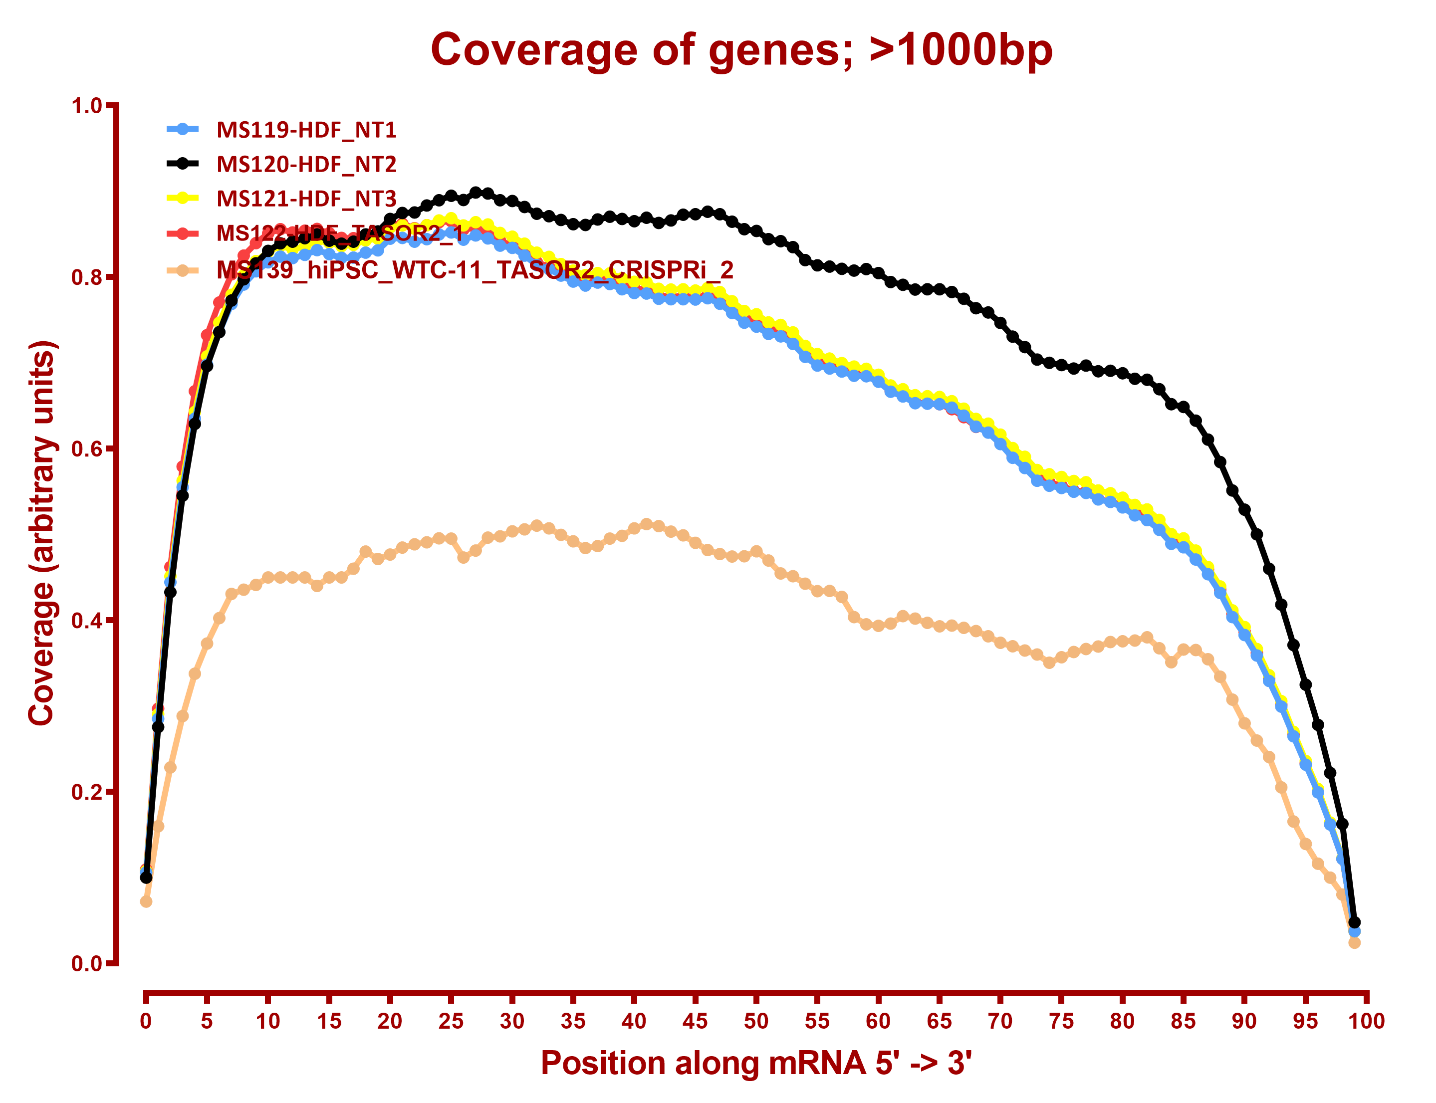 Coverage of genes; >1000bp
MS119-HDF_NT1
MS120-HDF_NT2
MS121-HDF_NT3
MS122-HDF_TASOR2_1
MS139_hiPSC_WTC-11_TASOR2_CRISPRi_2
Coverage (arbitrary units)
1.0
0.8
0.6
0.4
0.2
0.0
0 5 10 15 20 25 30 35 40 45 50 55 60 65 70 75 80 85 90 95 100
Position along mRNA 5' -> 3'